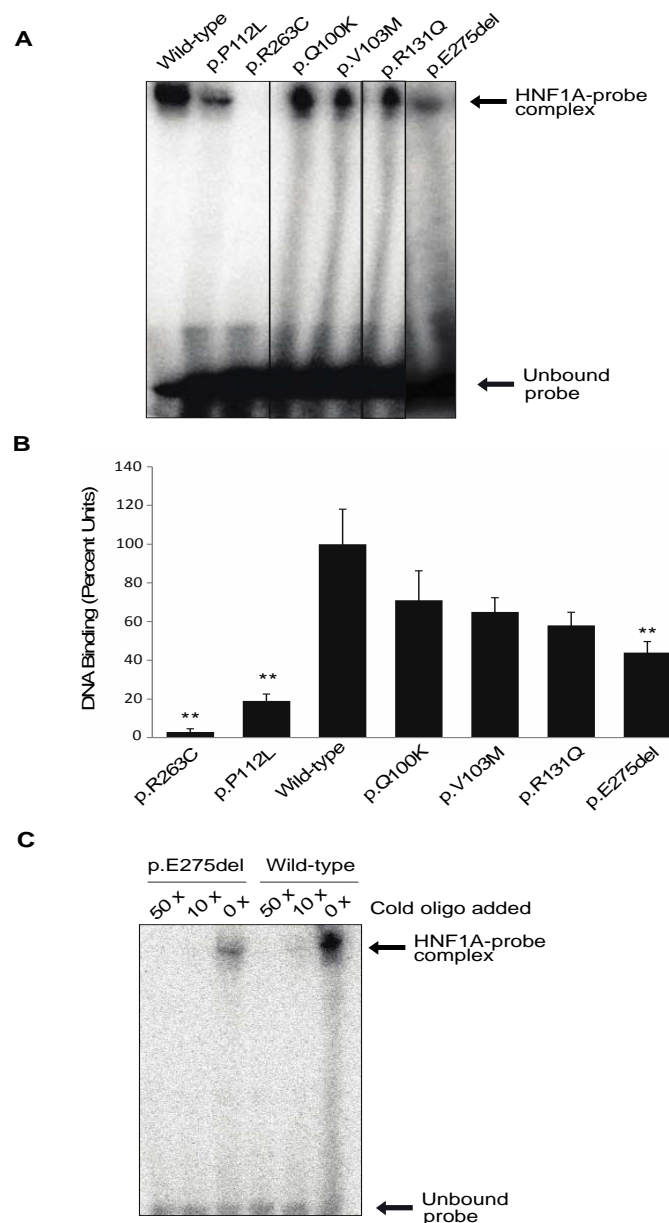 A
Wild-type
p.P112L
p.R263C
p.Q100K
p.V103M
p.R131Q
p.E275del
HNF1A-probe
complex
Unbound
probe
B
DNA Binding (Percent Units)
140
120
100
80
60
40
20
0
**
**
**
p.R263C
p.P112L
Wild-type
p.Q100K
p.V103M
p.R131Q
p.E275del
C
p.E275del Wild-type
50 x 10 x 0 x 50 x 10 x 0 x Cold oligo added
HNF1A-probe
complex
Unbound
probe